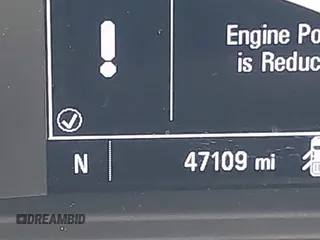 Engine Po
is Reduc
N 47109 mi
DREAMBID